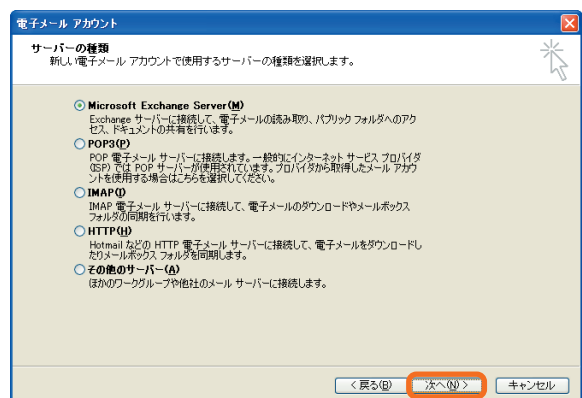 電子メール アカウント
サーバーの種類
新しい電子メール アカウントで使用するサーバーの種類を選択します。
Microsoft Exchange Server(M)
Exchange サーバーに接続して、電子メールの読み取り、パブリック フォルダへのアク
セス、ドキュメントの共有を行います。
POP3(P)
POP 電子メール サーバーに接続します。一般的にインターネット サービス プロバイダ
(ISP) では POP サーバーが使用されています。プロバイダから取得したメール アカウ
ントを使用する場合はこちらを選択してください。
IMAP(I)
IMAP 電子メール サーバーに接続して、電子メールのダウンロードやメールボックス
フォルダの同期を行います。
HTTP(H)
Hotmail などの HTTP 電子メール サーバーに接続して、電子メールをダウンロードし
たりメールボックス フォルダを同期します。
その他のサーバー(A)
ほかのワークグループや他社のメール サーバーに接続します。
< 戻る(B) 次へ(N) > キャンセル